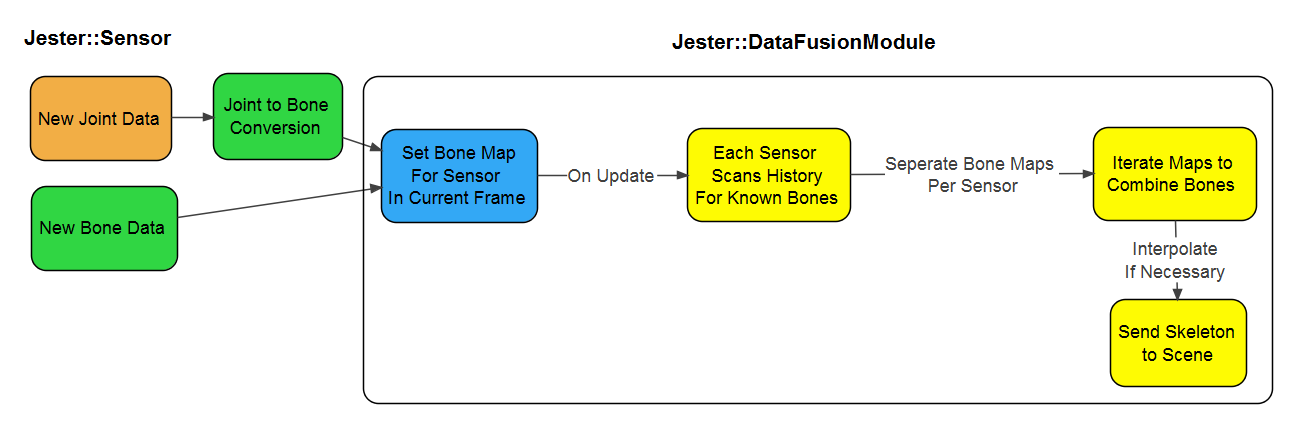 Jester::Sensor
Jester::DataFusionModule
New Joint Data
Joint to Bone
Conversion
New Bone Data
Set Bone Map
For Sensor
In Current Frame
On Update
Each Sensor
Scans History
For Known Bones
Seperate Bone Maps
Per Sensor
Iterate Maps to
Combine Bones
Interpolate
If Necessary
Send Skeleton
to Scene